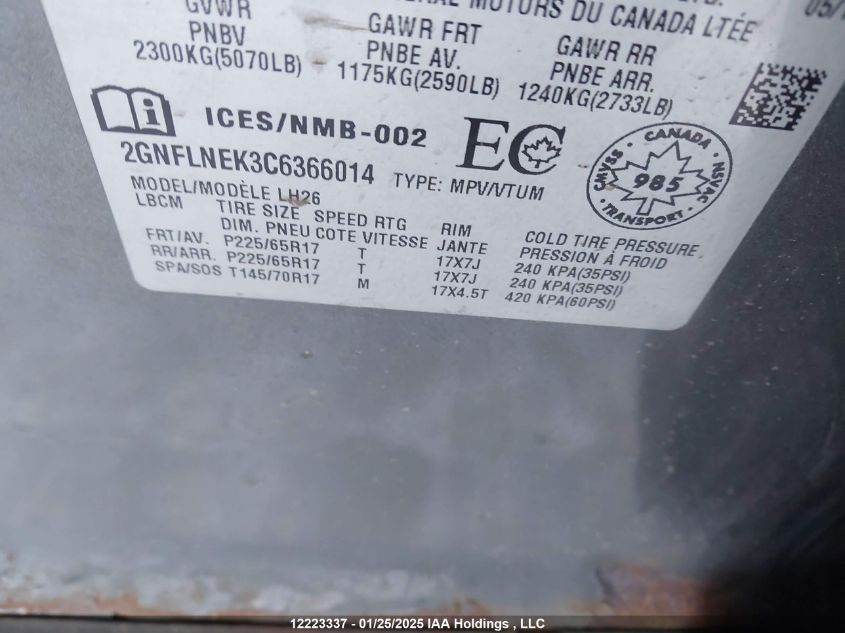 GVWR
PNBV
2300KG(5070LB)
MOTORS DU CANADA LTÉE
GAWR FRT
PNBE AV.
1175KG(2590LB)
GAWR RR
PNBE ARR.
1240KG(2733LB)
ICES/NMB-002
EC
2GNFLNEK3C6366014
TYPE: MPV/VTUM
CANADA
CMVSS
NSVAC
985
TRANSPORT
MODEL/MODÈLE LH26
LBCM
TIRE SIZE SPEED RTG RIM COLD TIRE PRESSURE
DIM. PNEU COTE VITESSE JANTE PRESSION À FROID
FRT/AV. P225/65R17 T 17X7J 240 KPA(35PSI)
RR/ARR. P225/65R17 T 17X7J 240 KPA(35PSI)
SPA/SOS T145/70R17 M 17X4.5T 420 KPA(60PSI)
12223337 - 01/25/2025 IAA Holdings , LLC